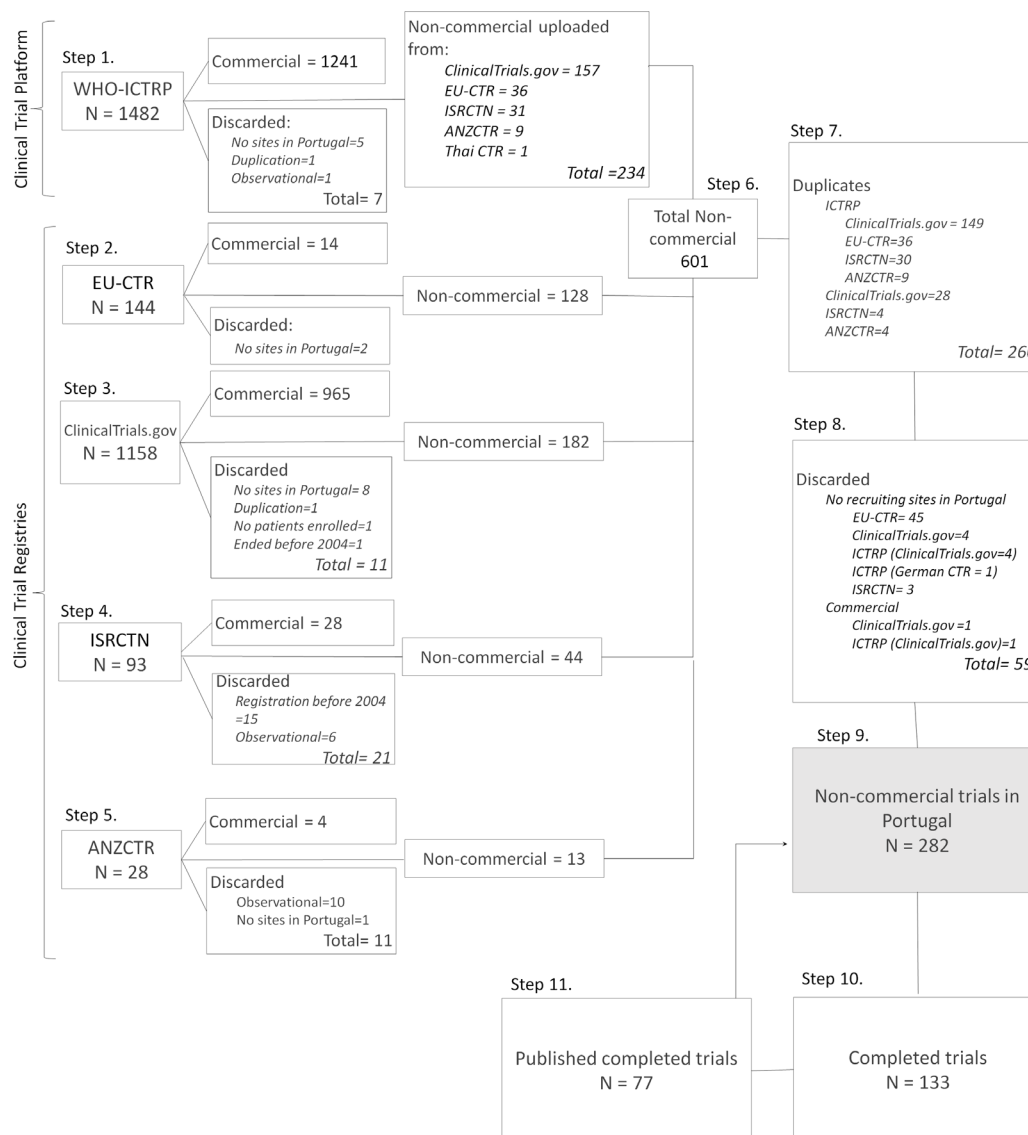 Clinical Trial Platform
Step 1.
WHO-ICTRP
N = 1482
Commercial = 1241
Discarded:
No sites in Portugal=5
Duplication=1
Observational=1
Total= 7
Non-commercial uploaded
from:
ClinicalTrials.gov = 157
EU-CTR = 36
ISRCTN = 31
ANZCTR = 9
Thai CTR = 1
Total =234
Clinical Trial Registries
Step 2.
EU-CTR
N = 144
Commercial = 14
Discarded:
No sites in Portugal=2
Non-commercial = 128
Step 3.
ClinicalTrials.gov
N = 1158
Commercial = 965
Discarded
No sites in Portugal= 8
Duplication=1
No patients enrolled=1
Ended before 2004=1
Total = 11
Non-commercial = 182
Step 4.
ISRCTN
N = 93
Commercial = 28
Discarded
Registration before 2004
=15
Observational=6
Total= 21
Non-commercial = 44
Step 5.
ANZCTR
N = 28
Commercial = 4
Discarded
Observational=10
No sites in Portugal=1
Total= 11
Non-commercial = 13
Step 6.
Total Non-
commercial
601
Step 7.
Duplicates
ICTRP
ClinicalTrials.gov = 149
EU-CTR=36
ISRCTN=30
ANZCTR=9
ClinicalTrials.gov=28
ISRCTN=4
ANZCTR=4
Total=
Step 8.
Discarded
No recruiting sites in Portugal
EU-CTR= 45
ClinicalTrials.gov=4
ICTRP (ClinicalTrials.gov=4)
ICTRP (German CTR = 1)
ISRCTN= 3
Commercial
ClinicalTrials.gov =1
ICTRP (ClinicalTrials.gov)=1
Total= 59
Step 9.
Non-commercial trials in
Portugal
N = 282
Step 10.
Completed trials
N = 133
Step 11.
Published completed trials
N = 77